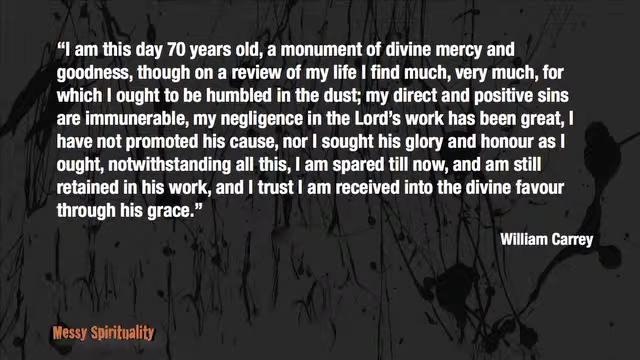 “I am this day 70 years old, a monument of divine mercy and
goodness, though on a review of my life I find much, very much, for
which I ought to be humbled in the dust; my direct and positive sins
are immunerable, my negligence in the Lord’s work has been great, I
have not promoted his cause, nor I sought his glory and honour as I
ought, notwithstanding all this, I am spared till now, and am still
retained in his work, and I trust I am received into the divine favour
through his grace.”
William Carrey
Messy Spirituality